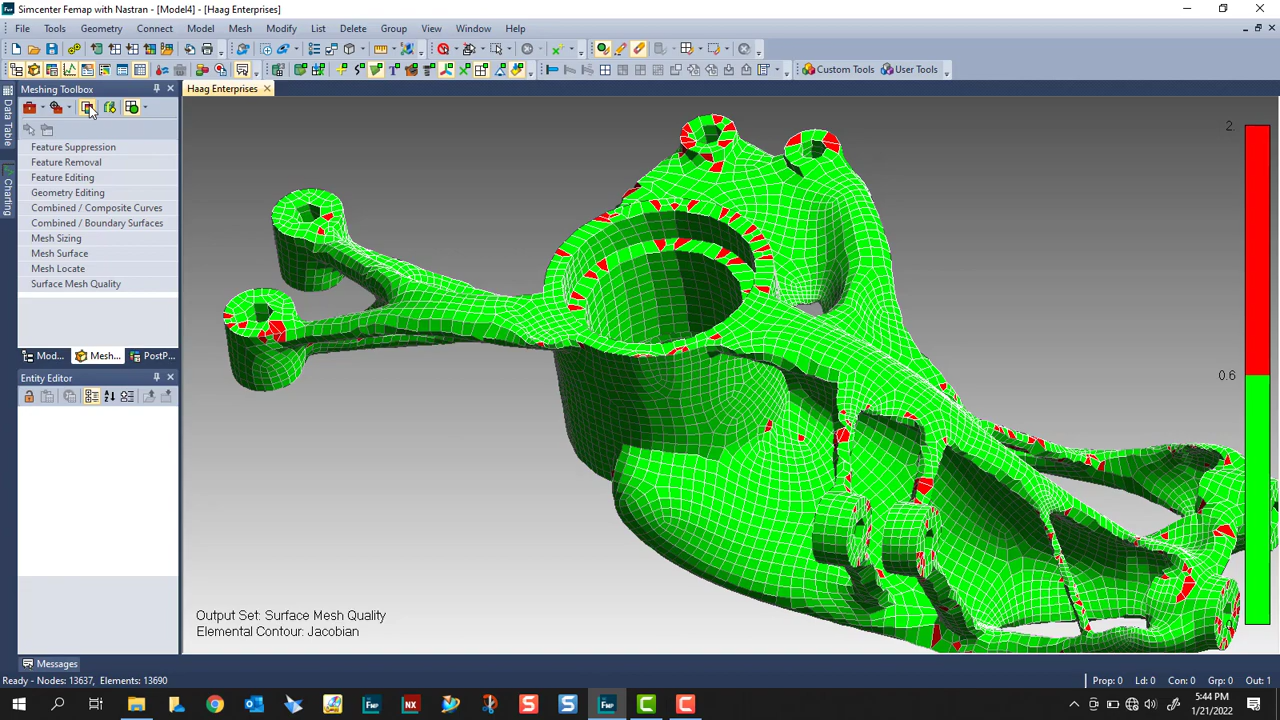 Simcenter Femap with Nastran - [Model4] - [Haag Enterprises]
File Tools Geometry Connect Model Mesh Modify List Delete Group View Window Help
Custom Tools User Tools
Meshing Toolbox
Haag Enterprises
Data Table
Charting
Feature Suppression
Feature Removal
Feature Editing
Geometry Editing
Combined / Composite Curves
Combined / Boundary Surfaces
Mesh Sizing
Mesh Surface
Mesh Locate
Surface Mesh Quality
Mod... Mesh... PostP...
Entity Editor
2.
0.6
Output Set: Surface Mesh Quality
Elemental Contour: Jacobian
Messages
Ready - Nodes: 13637, Elements: 13690
Prop: 0 Ld: 0 Con: 0 Grp: 0 Out: 1
5:44 PM
1/21/2022